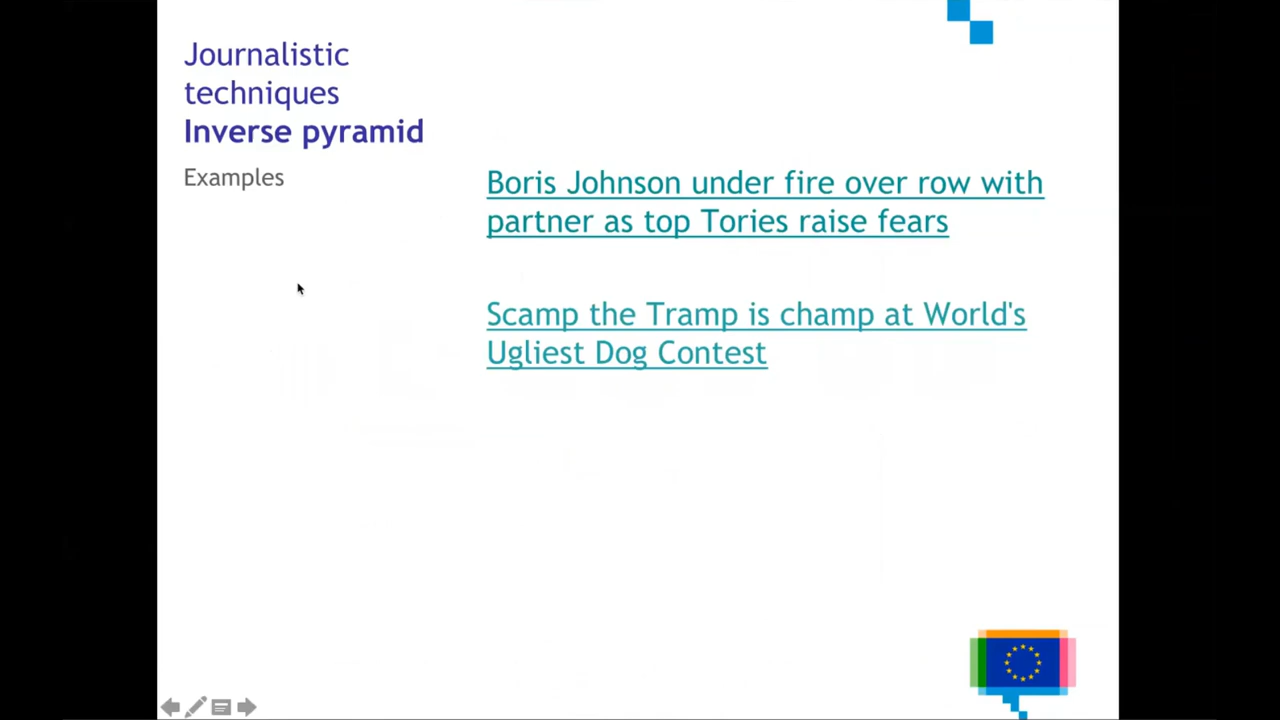 Journalistic
techniques
Inverse pyramid
Examples
Boris Johnson under fire over row with
partner as top Tories raise fears
Scamp the Tramp is champ at World's
Ugliest Dog Contest